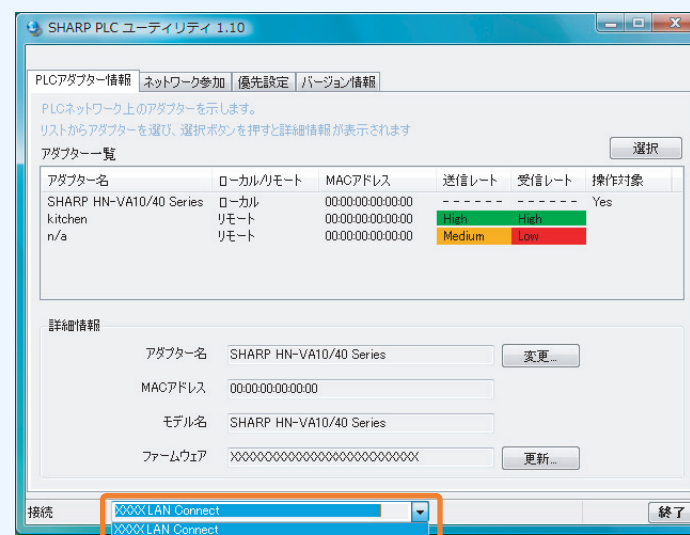 SHARP PLC ユーティリティ 1.10
PLCアダプター情報 ネットワーク参加 優先設定 バージョン情報
PLCネットワーク上のアダプターを示します。
リストからアダプターを選び、選択ボタンを押すと詳細情報が表示されます
選択
アダプター一覧
アダプター名 ローカル/リモート MACアドレス 送信レート 受信レート 操作対象
SHARP HN-VA10/40 Series ローカル 00:00:00:00:00:00 - - - - - - - - - - - - Yes
kitchen リモート 00:00:00:00:00:00 High High
n/a リモート 00:00:00:00:00:00 Medium Low
詳細情報
アダプター名 SHARP HN-VA10/40 Series 変更...
MACアドレス 00:00:00:00:00:00
モデル名 SHARP HN-VA10/40 Series
ファームウェア XXXXXXXXXXXXXXXXXXXXXXXXXX 更新...
接続 XXXX LAN Connect 終了
XXXX LAN Connect